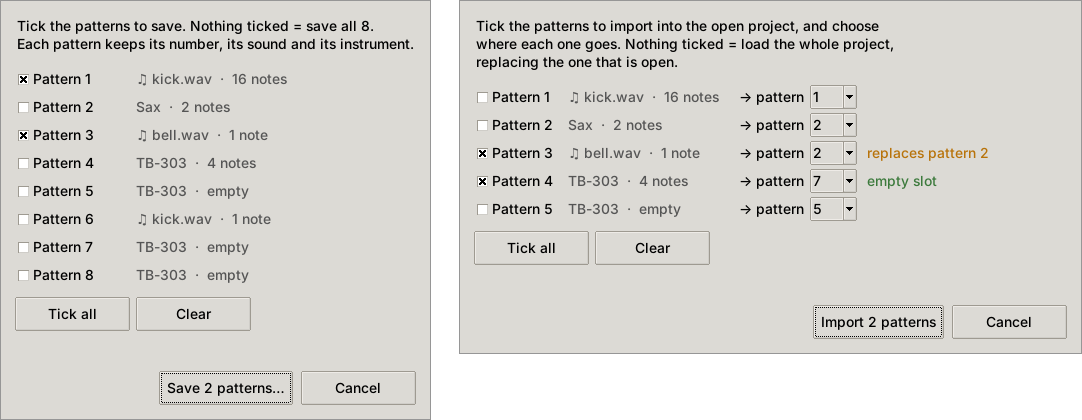 Tick the patterns to save. Nothing ticked = save all 8.
Each pattern keeps its number, its sound and its instrument.
Pattern 1 ♫ kick.wav · 16 notes
Pattern 2 Sax · 2 notes
Pattern 3 ♫ bell.wav · 1 note
Pattern 4 TB-303 · 4 notes
Pattern 5 TB-303 · empty
Pattern 6 ♫ kick.wav · 1 note
Pattern 7 TB-303 · empty
Pattern 8 TB-303 · empty
Tick all Clear
Save 2 patterns... Cancel
Tick the patterns to import into the open project, and choose
where each one goes. Nothing ticked = load the whole project,
replacing the one that is open.
Pattern 1 ♫ kick.wav · 16 notes → pattern 1
Pattern 2 Sax · 2 notes → pattern 2
Pattern 3 ♫ bell.wav · 1 note → pattern 2 replaces pattern 2
Pattern 4 TB-303 · 4 notes → pattern 7 empty slot
Pattern 5 TB-303 · empty → pattern 5
Tick all Clear
Import 2 patterns Cancel